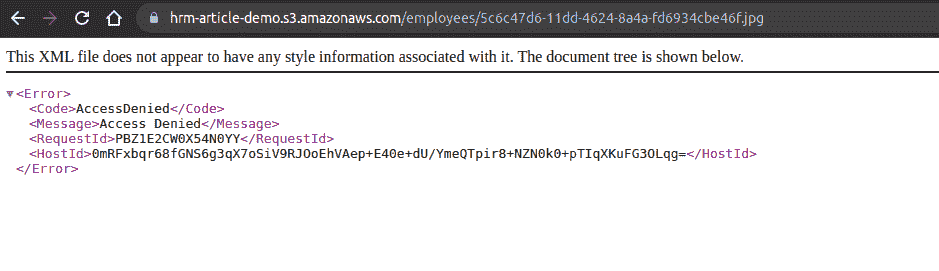 hrm-article-demo.s3.amazonaws.com/employees/5c6c47d6-11dd-4624-8a4a-fd6934cbe46f.jpg
This XML file does not appear to have any style information associated with it. The document tree is shown below.
<Error>
<Code>AccessDenied</Code>
<Message>Access Denied</Message>
<RequestId>PBZ1E2CW0X54N0YY</RequestId>
<HostId>0mRFxbqr68fGNS6g3qX7oSiV9RJOoEhVAep+E40e+dU/YmeQTpir8+NZN0k0+pTIqXKuFG3OLqg=</HostId>
</Error>